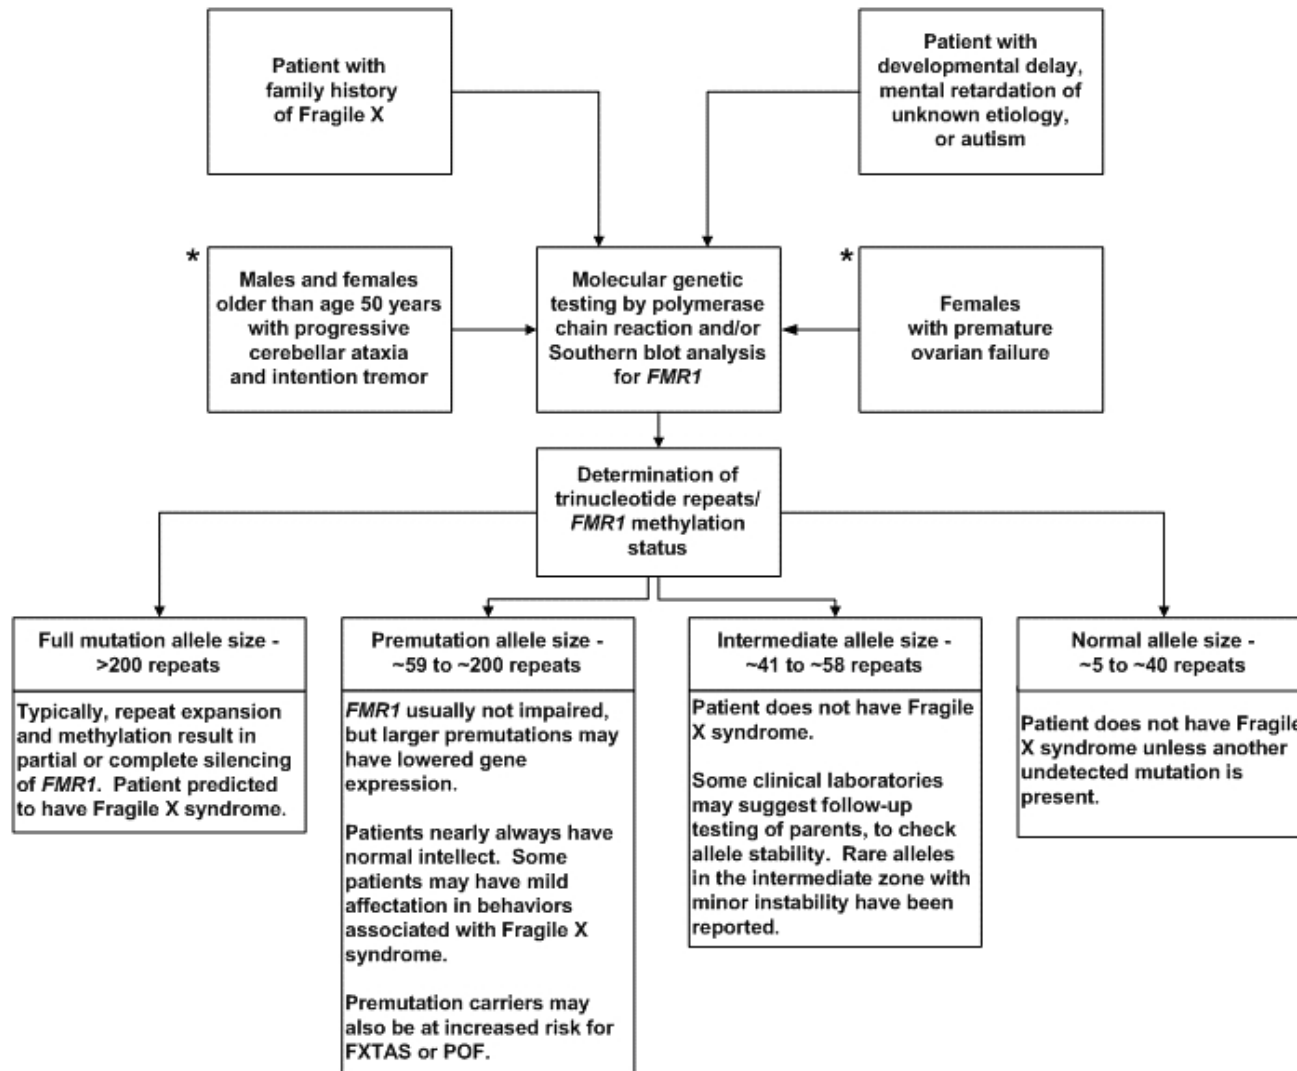 Patient with
family history
of Fragile X
Patient with
developmental delay,
mental retardation of
unknown etiology,
or autism
*
Males and females
older than age 50 years
with progressive
cerebellar ataxia
and intention tremor
Molecular genetic
testing by polymerase
chain reaction and/or
Southern blot analysis
for FMR1
*
Females
with premature
ovarian failure
Determination of
trinucleotide repeats/
FMR1 methylation
status
Full mutation allele size -
>200 repeats
Typically, repeat expansion
and methylation result in
partial or complete silencing
of FMR1. Patient predicted
to have Fragile X syndrome.
Premutation allele size -
~59 to ~200 repeats
FMR1 usually not impaired,
but larger premutations may
have lowered gene
expression.
Patients nearly always have
normal intellect. Some
patients may have mild
affectation in behaviors
associated with Fragile X
syndrome.
Premutation carriers may
also be at increased risk for
FXTAS or POF.
Intermediate allele size -
~41 to ~58 repeats
Patient does not have Fragile
X syndrome.
Some clinical laboratories
may suggest follow-up
testing of parents, to check
allele stability. Rare alleles
in the intermediate zone with
minor instability have been
reported.
Normal allele size -
~5 to ~40 repeats
Patient does not have Fragile
X syndrome unless another
undetected mutation is
present.